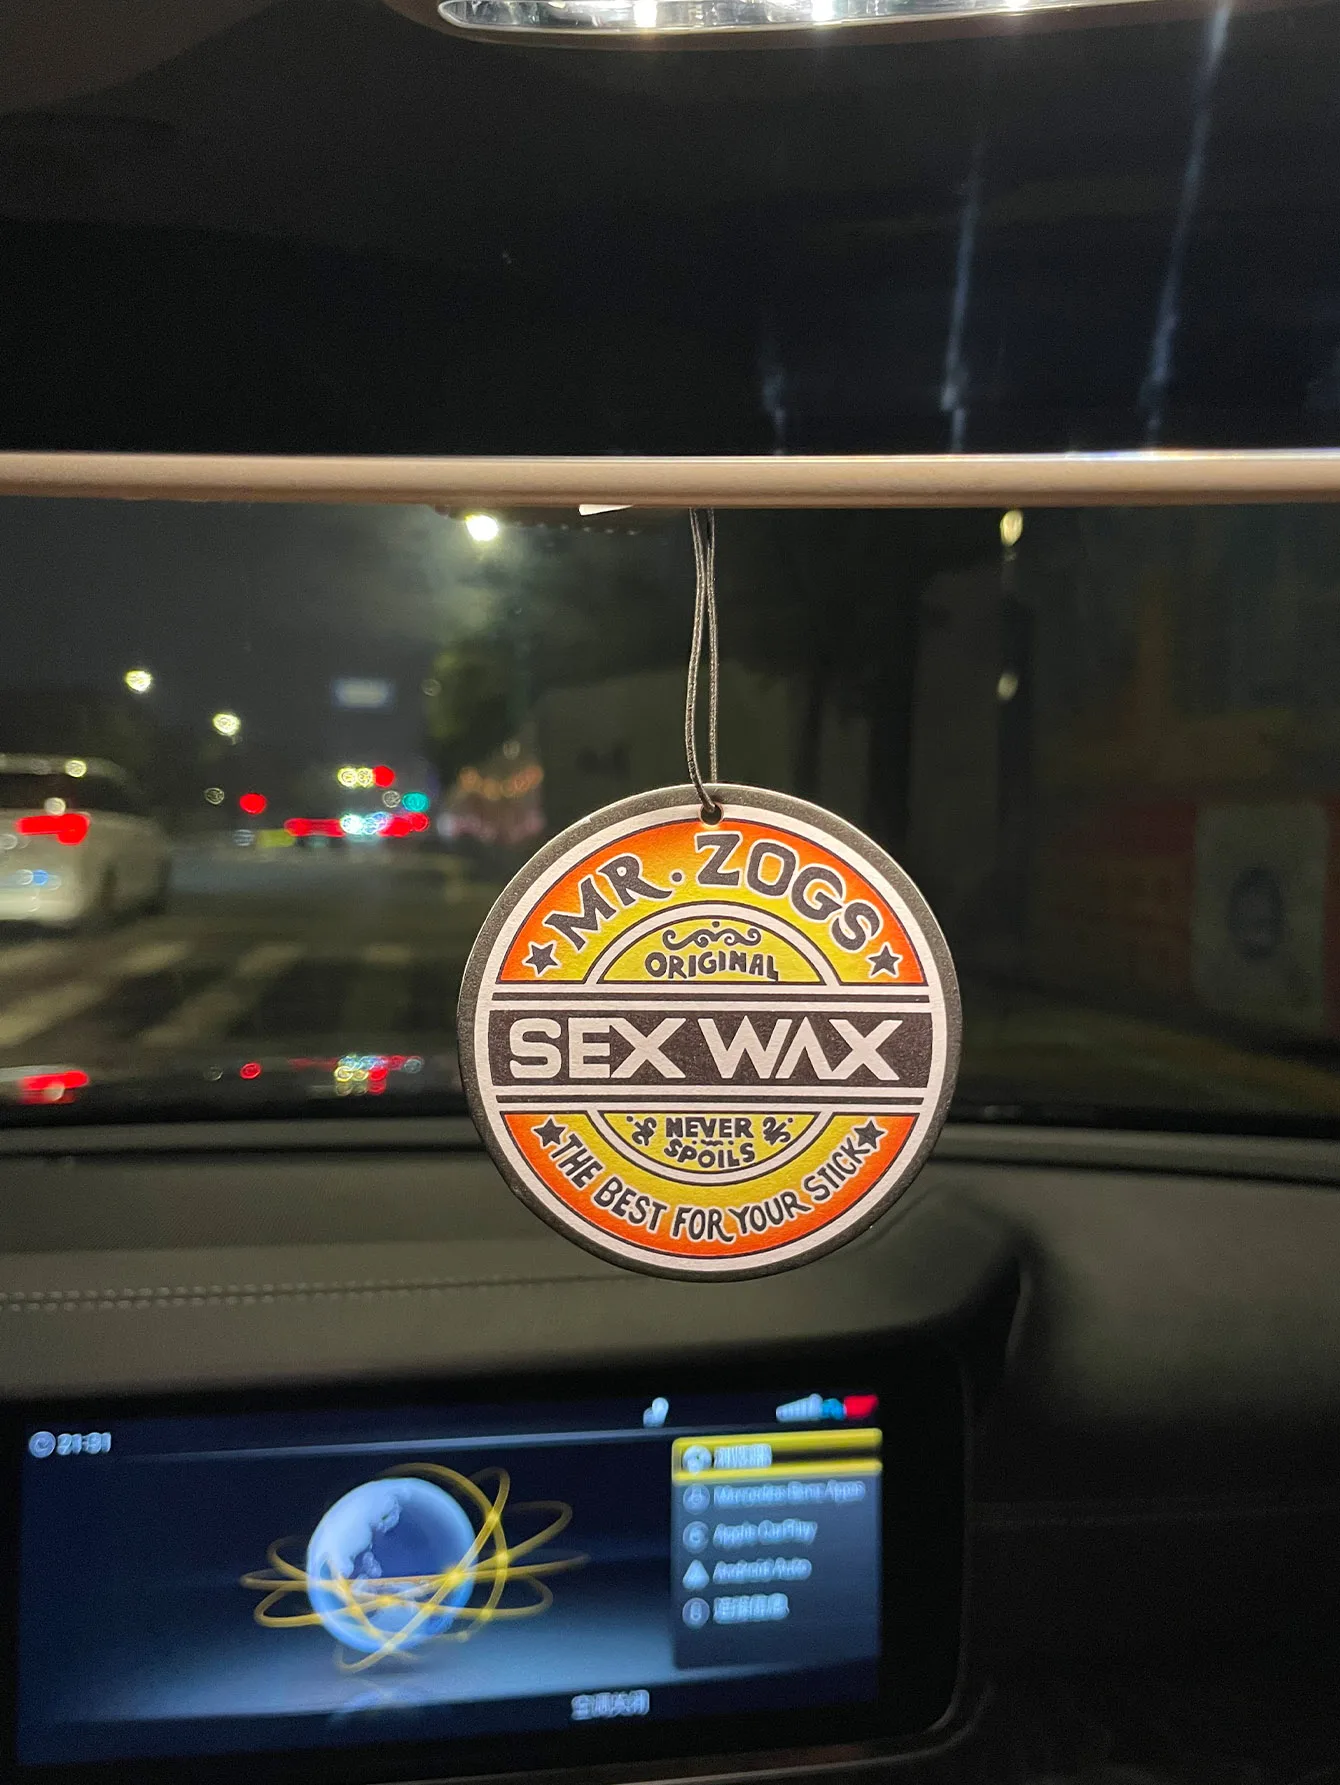 MR. ZOGS
ORIGINAL
SEX WAX
NEVER
SPOILS
THE BEST FOR YOUR STICK
21:31
Mercedes-Benz Apps
Apple CarPlay
Android Auto